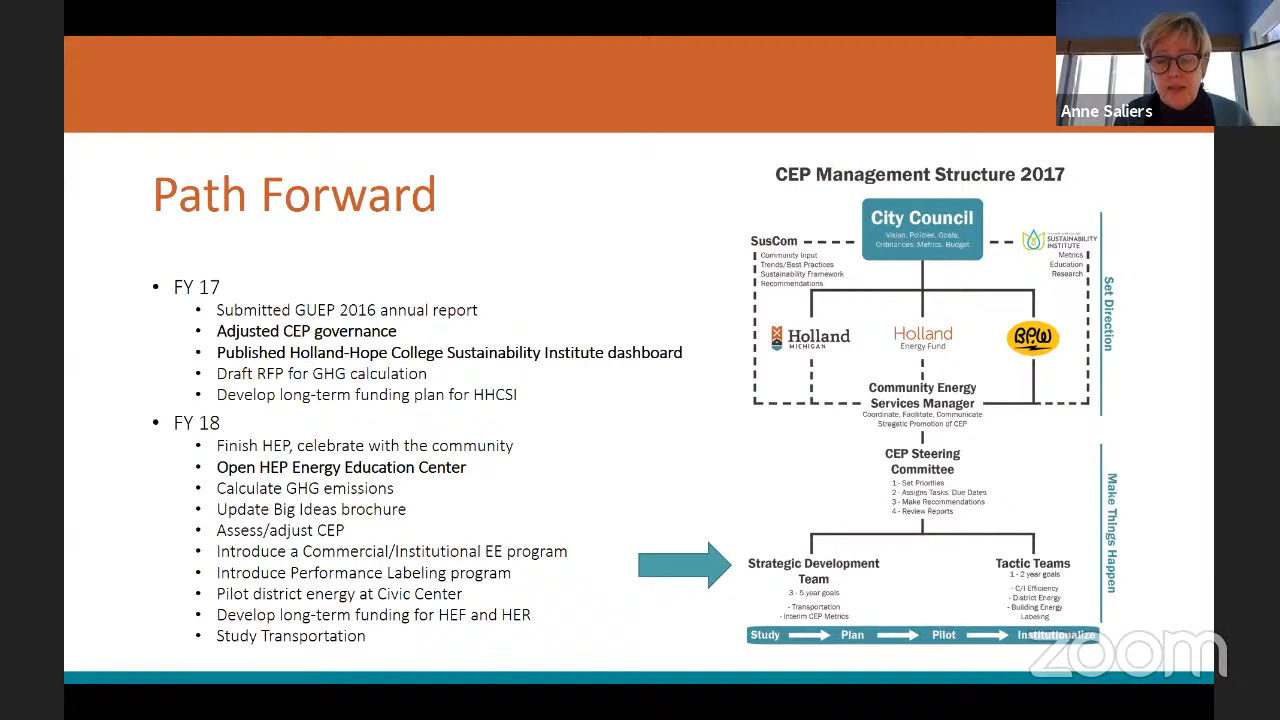 Anne Saliers
Path Forward
• FY 17
• Submitted GUEP 2016 annual report
• Adjusted CEP governance
• Published Holland-Hope College Sustainability Institute dashboard
• Draft RFP for GHG calculation
• Develop long-term funding plan for HHCSI
• FY 18
• Finish HEP, celebrate with the community
• Open HEP Energy Education Center
• Calculate GHG emissions
• Update Big Ideas brochure
• Assess/adjust CEP
• Introduce a Commercial/Institutional EE program
• Introduce Performance Labeling program
• Pilot district energy at Civic Center
• Develop long-term funding for HEF and HER
• Study Transportation
CEP Management Structure 2017
City Council
Vision, Policies, Goals,
Ordinances, Metrics, Budget
SusCom
Community Input
Trends/Best Practices
Sustainability Framework
Recommendations
SUSTAINABILITY
INSTITUTE
Metrics
Education
Research
Holland
MICHIGAN
Holland
Energy Fund
BPW
Community Energy
Services Manager
Coordinate, Facilitate, Communicate
Stragetic Promotion of CEP
CEP Steering
Committee
1 - Set Priorities
2 - Assigns Tasks, Due Dates
3 - Make Recommendations
4 - Review Reports
Strategic Development
Team
3 - 5 year goals
- Transportation
- Interim CEP Metrics
Tactic Teams
1 - 2 year goals
- C/I Efficiency
- District Energy
- Building Energy
Labeling
Study Plan Pilot Institutionalize
Set Direction
Make Things Happen
zoom